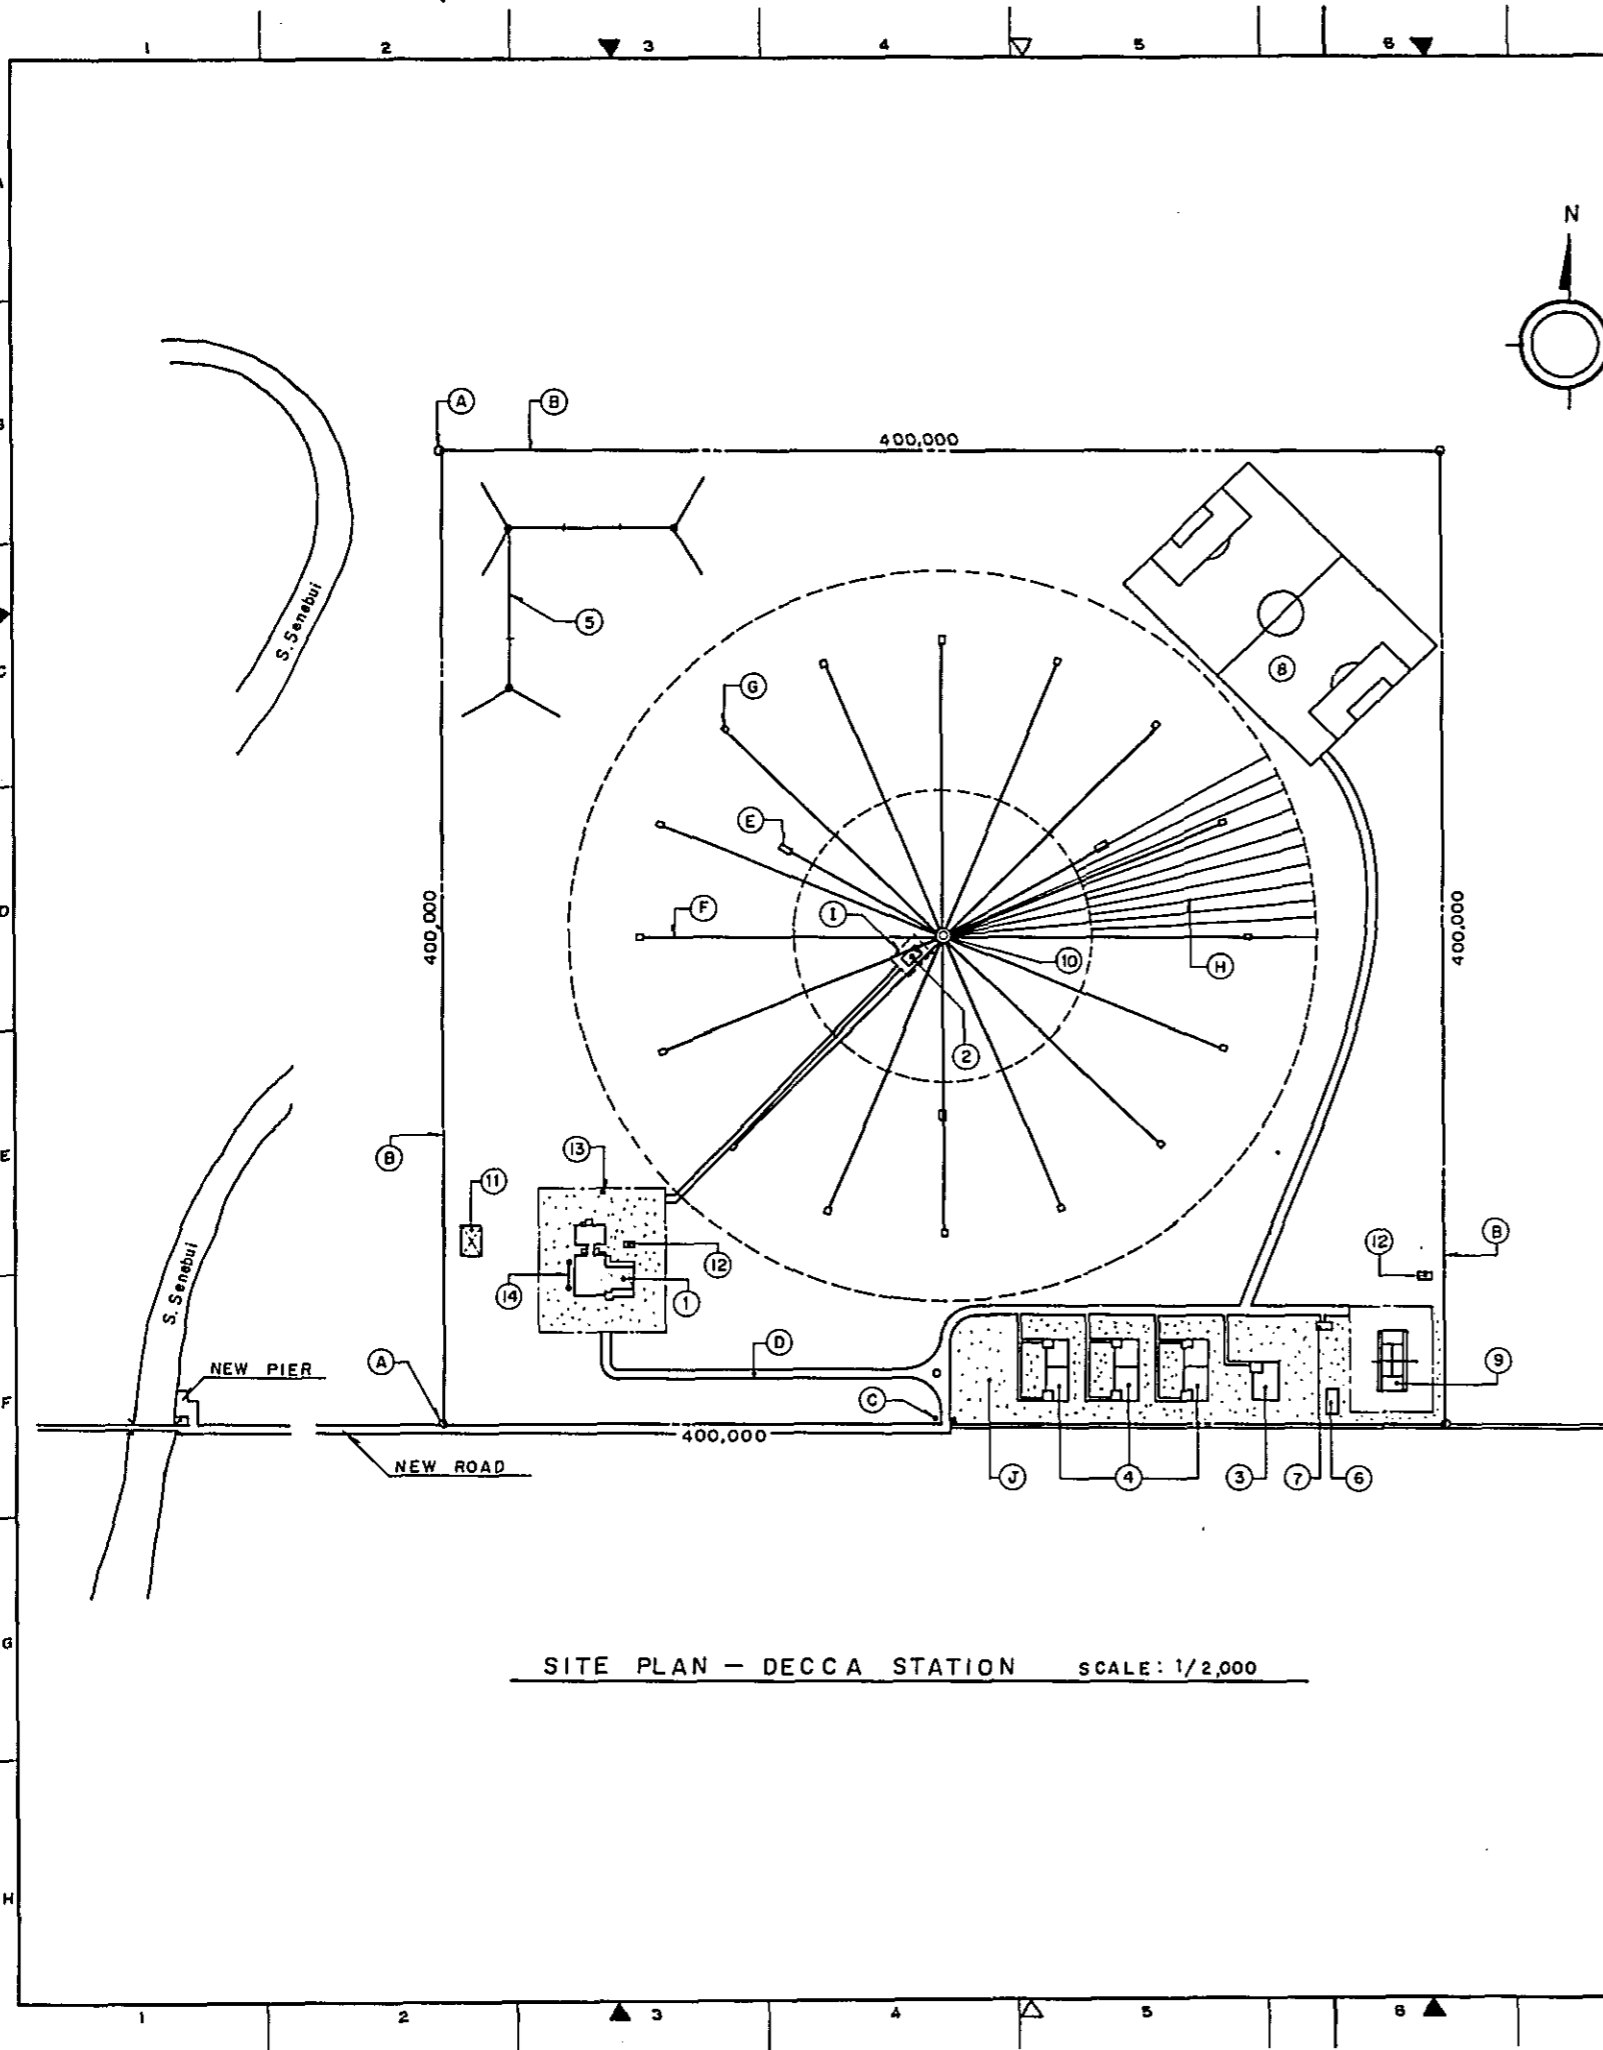 1 2 3 4 5 6
A
N
B
A B
400,000
S. Senebui
5
C
8
G
E
D
400,000
F
I
400,000
10
H
2
E
B
13
11
12
B
12
S. Senebui
14
1
D
NEW PIER
A
9
F
C
400,000
NEW ROAD
J 4 3 7 6
G
SITE PLAN — DECCA STATION SCALE: 1/2,000
H
1 2 3 4 5 6